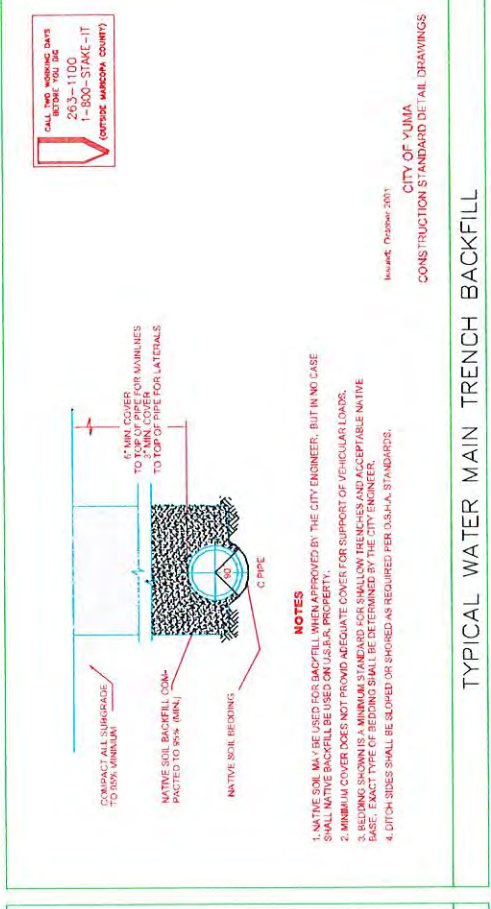 CALL TWO WORKING DAYS
BEFORE YOU DIG
263-1100
1-800-STAKE-IT
(OUTSIDE MARICOPA COUNTY)
COMPACT ALL SUBGRADE
TO 95% MINIMUM
NATIVE SOIL BACKFILL COM-
PACTED TO 95% (MIN.)
NATIVE SOIL BEDDING
MIN. COVER
TO TOP OF PIPE FOR MAINLINES
MIN. COVER
TO TOP OF PIPE FOR LATERALS
90
C PIPE
NOTES
1. NATIVE SOIL MAY BE USED FOR BACKFILL WHEN APPROVED BY THE CITY ENGINEER, BUT IN NO CASE
SHALL NATIVE BACKFILL BE USED ON U.S.B.R. PROPERTY.
2. MINIMUM COVER DOES NOT PROVID ADEQUATE COVER FOR SUPPORT OF VEHICULAR LOADS.
3. BEDDING SHOWN IS A MINIMUM STANDARD FOR SHALLOW TRENCHES AND ACCEPTABLE NATIVE
BASE. EXACT TYPE OF BEDDING SHALL BE DETERMINED BY THE CITY ENGINEER.
4. DITCH SIDES SHALL BE SLOPED OR SHORED AS REQUIRED PER O.S.H.A. STANDARDS.
Issued: October 2001
CITY OF YUMA
CONSTRUCTION STANDARD DETAIL DRAWINGS
TYPICAL WATER MAIN TRENCH BACKFILL